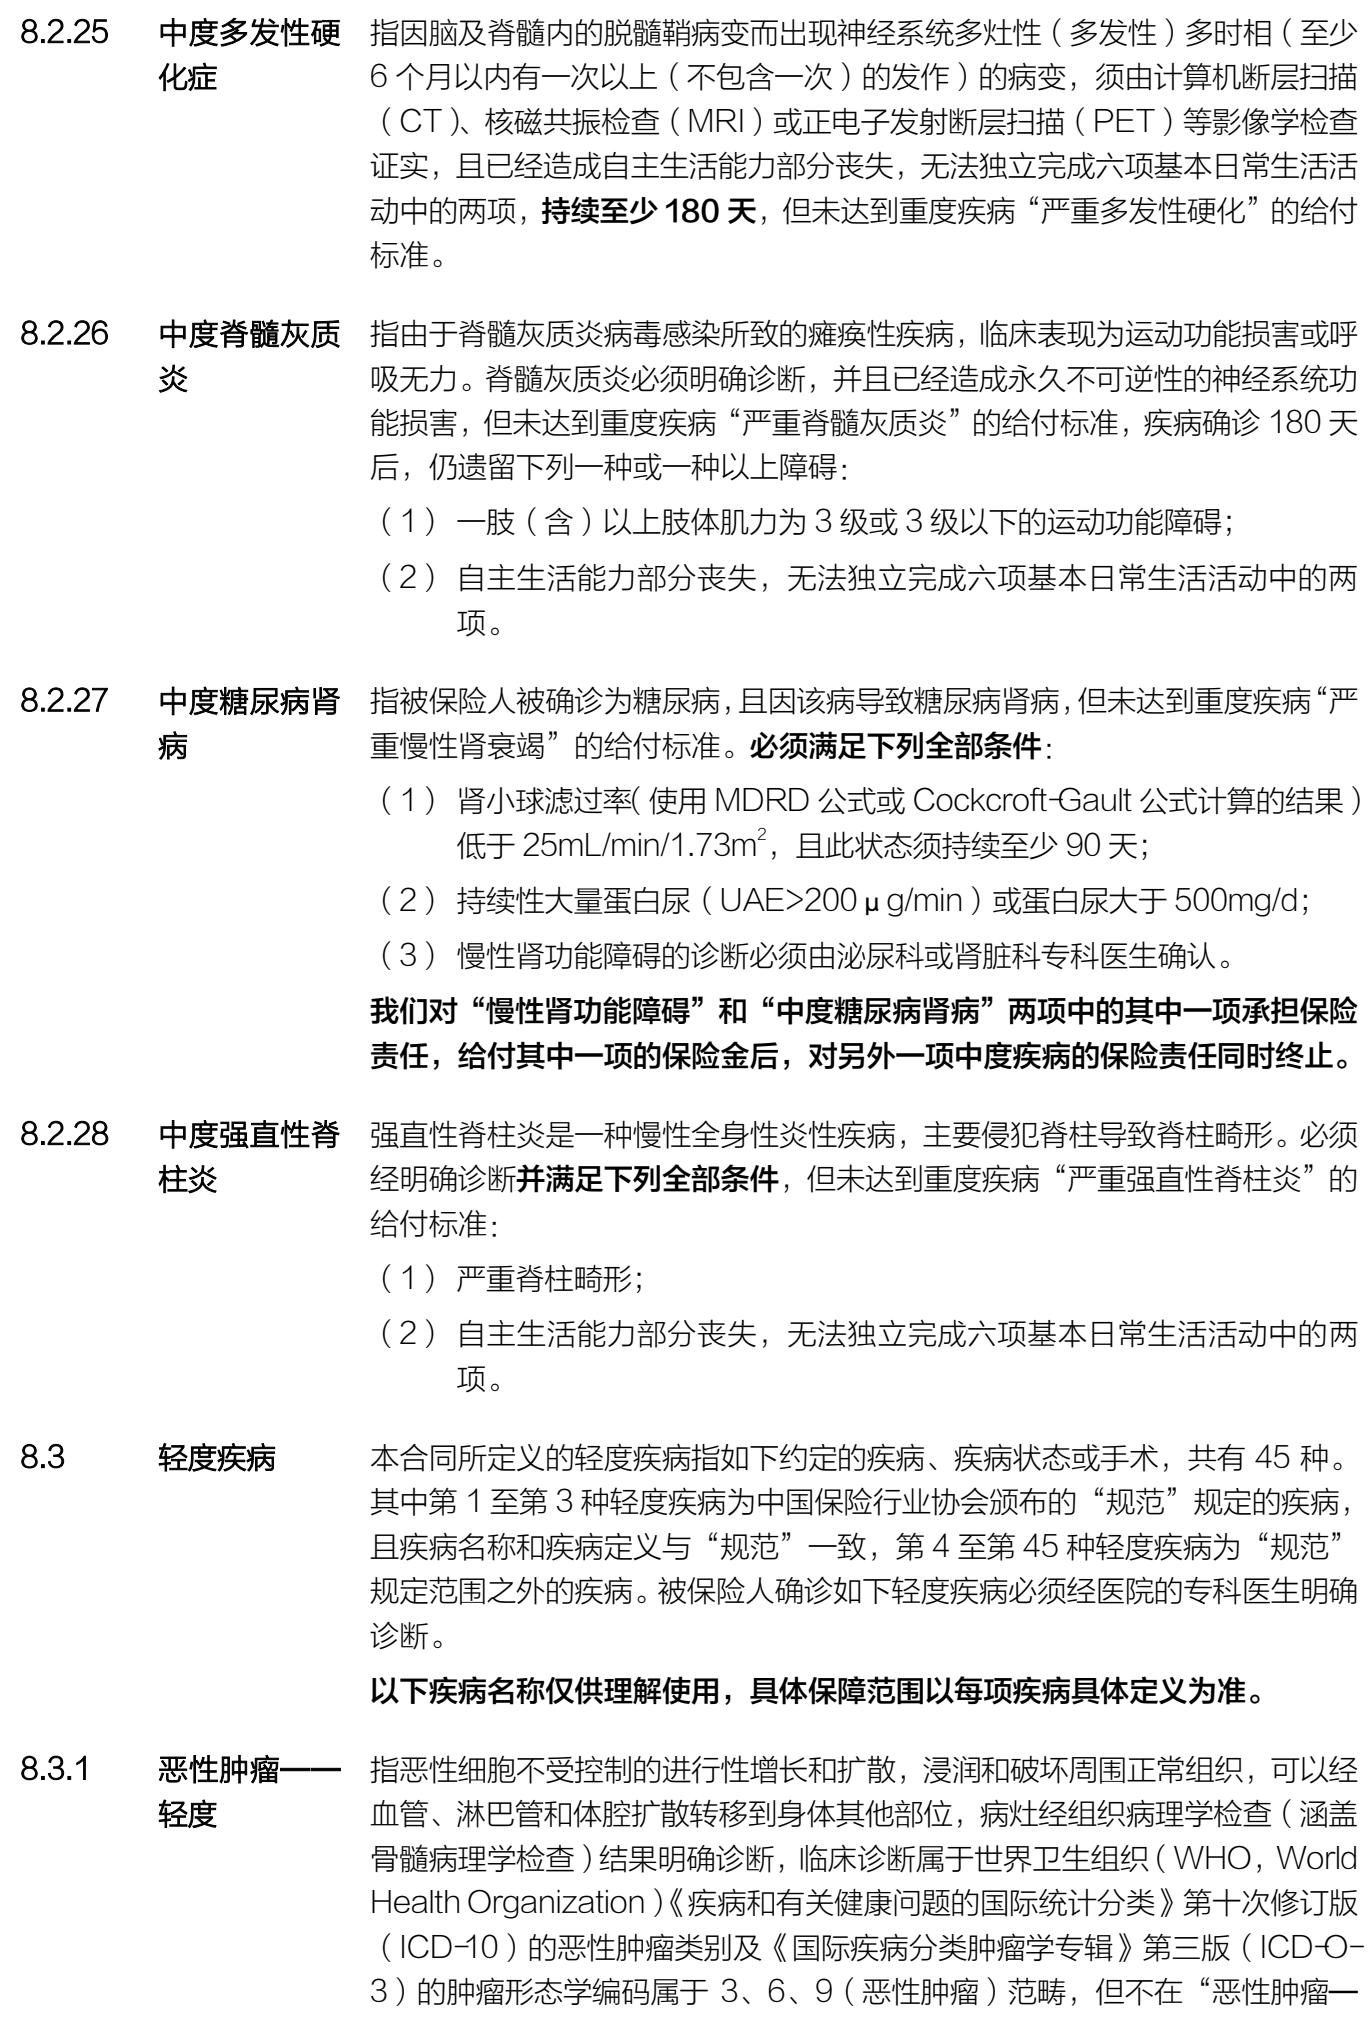 8.2.25 中度多发性硬 指因脑及脊髓内的脱髓鞘病变而出现神经系统多灶性（多发性）多时相（至少
化症 6 个月以内有一次以上（不包含一次）的发作）的病变，须由计算机断层扫描
（CT）、核磁共振检查（MRI）或正电子发射断层扫描（PET）等影像学检查
证实，且已经造成自主生活能力部分丧失，无法独立完成六项基本日常生活活
动中的两项，持续至少 180 天，但未达到重度疾病“严重多发性硬化”的给付
标准。
8.2.26 中度脊髓灰质 指由于脊髓灰质炎病毒感染所致的瘫痪性疾病，临床表现为运动功能损害或呼
炎 吸无力。脊髓灰质炎必须明确诊断，并且已经造成永久不可逆性的神经系统功
能损害，但未达到重度疾病“严重脊髓灰质炎”的给付标准，疾病确诊 180 天
后，仍遗留下列一种或一种以上障碍：
（1） 一肢（含）以上肢体肌力为 3 级或 3 级以下的运动功能障碍；
（2） 自主生活能力部分丧失，无法独立完成六项基本日常生活活动中的两
项。
8.2.27 中度糖尿病肾 指被保险人被确诊为糖尿病，且因该病导致糖尿病肾病，但未达到重度疾病“严
病 重慢性肾衰竭”的给付标准。必须满足下列全部条件：
（1） 肾小球滤过率（使用 MDRD 公式或 Cockcroft-Gault 公式计算的结果）
低于 25mL/min/1.73m²，且此状态须持续至少 90 天；
（2） 持续性大量蛋白尿（UAE>200μg/min）或蛋白尿大于 500mg/d；
（3） 慢性肾功能障碍的诊断必须由泌尿科或肾脏科专科医生确认。
我们对“慢性肾功能障碍”和“中度糖尿病肾病”两项中的其中一项承担保险
责任，给付其中一项的保险金后，对另外一项中度疾病的保险责任同时终止。
8.2.28 中度强直性脊 强直性脊柱炎是一种慢性全身性炎性疾病，主要侵犯脊柱导致脊柱畸形。必须
柱炎 经明确诊断并满足下列全部条件，但未达到重度疾病“严重强直性脊柱炎”的
给付标准：
（1） 严重脊柱畸形；
（2） 自主生活能力部分丧失，无法独立完成六项基本日常生活活动中的两
项。
8.3 轻度疾病 本合同所定义的轻度疾病指如下约定的疾病、疾病状态或手术，共有 45 种。
其中第 1 至第 3 种轻度疾病为中国保险行业协会颁布的“规范”规定的疾病，
且疾病名称和疾病定义与“规范”一致，第 4 至第 45 种轻度疾病为“规范”
规定范围之外的疾病。被保险人确诊如下轻度疾病必须经医院的专科医生明确
诊断。
以下疾病名称仅供理解使用，具体保障范围以每项疾病具体定义为准。
8.3.1 恶性肿瘤—— 指恶性细胞不受控制的进行性增长和扩散，浸润和破坏周围正常组织，可以经
轻度 血管、淋巴管和体腔扩散转移到身体其他部位，病灶经组织病理学检查（涵盖
骨髓病理学检查）结果明确诊断，临床诊断属于世界卫生组织（WHO，World
Health Organization）《疾病和有关健康问题的国际统计分类》第十次修订版
（ICD-10）的恶性肿瘤类别及《国际疾病分类肿瘤学专辑》第三版（ICD-O-
3）的肿瘤形态学编码属于 3、6、9（恶性肿瘤）范畴，但不在“恶性肿瘤—